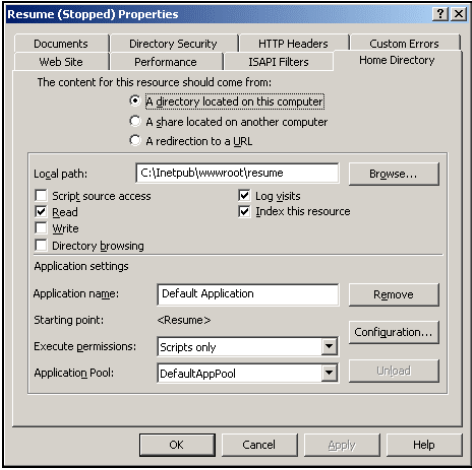 Resume (Stopped) Properties
Documents Directory Security HTTP Headers Custom Errors
Web Site Performance ISAPI Filters Home Directory
The content for this resource should come from:
A directory located on this computer
A share located on another computer
A redirection to a URL
Local path: C:\Inetpub\wwwroot\resume Browse...
Script source access Log visits
Read Index this resource
Write
Directory browsing
Application settings
Application name: Default Application Remove
Starting point: <Resume>
Configuration...
Execute permissions: Scripts only
Application Pool: DefaultAppPool Unload
OK Cancel Apply Help